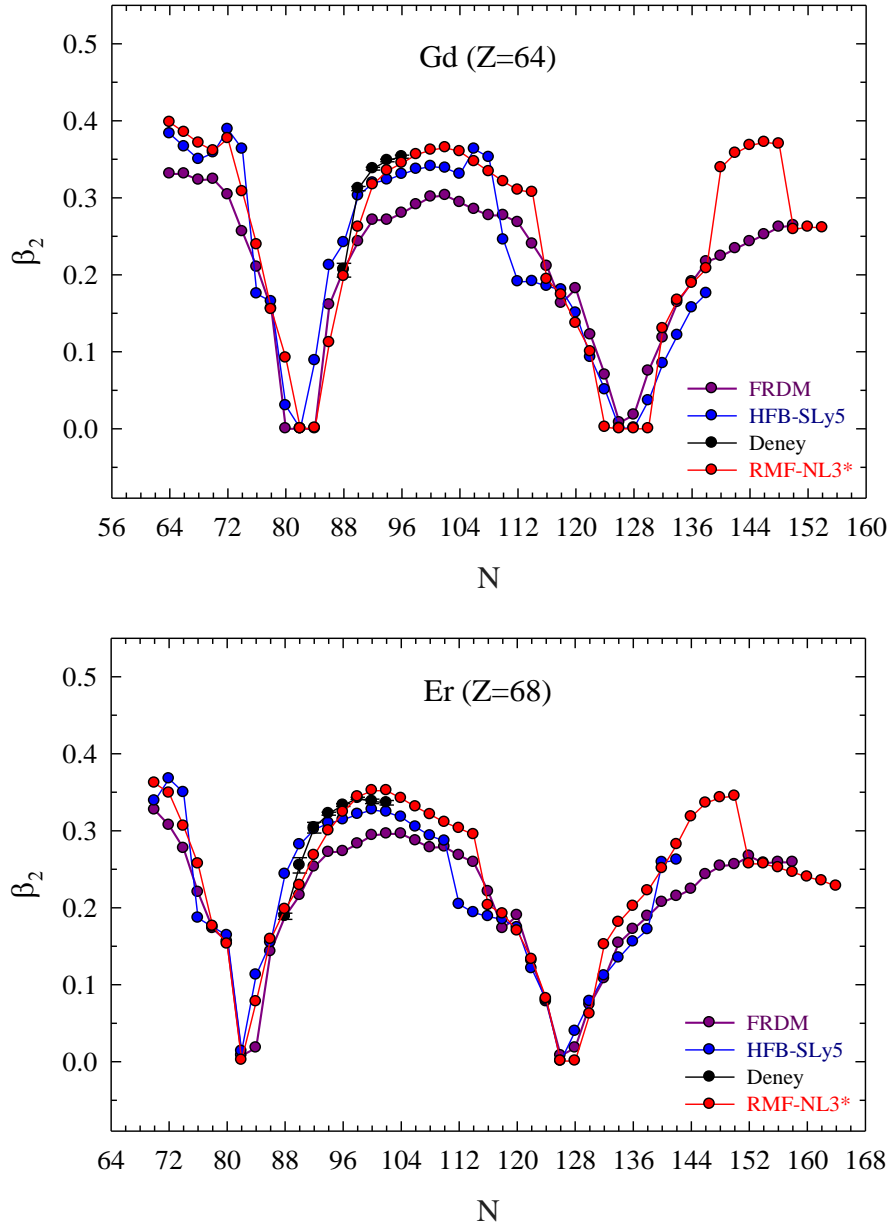 Gd (Z=64)
0.5
0.4
0.3
0.2
0.1
0.0
β2
FRDM
HFB-SLy5
Deney
RMF-NL3*
56 64 72 80 88 96 104 112 120 128 136 144 152 160
N
Er (Z=68)
0.5
0.4
0.3
0.2
0.1
0.0
β2
FRDM
HFB-SLy5
Deney
RMF-NL3*
64 72 80 88 96 104 112 120 128 136 144 152 160 168
N